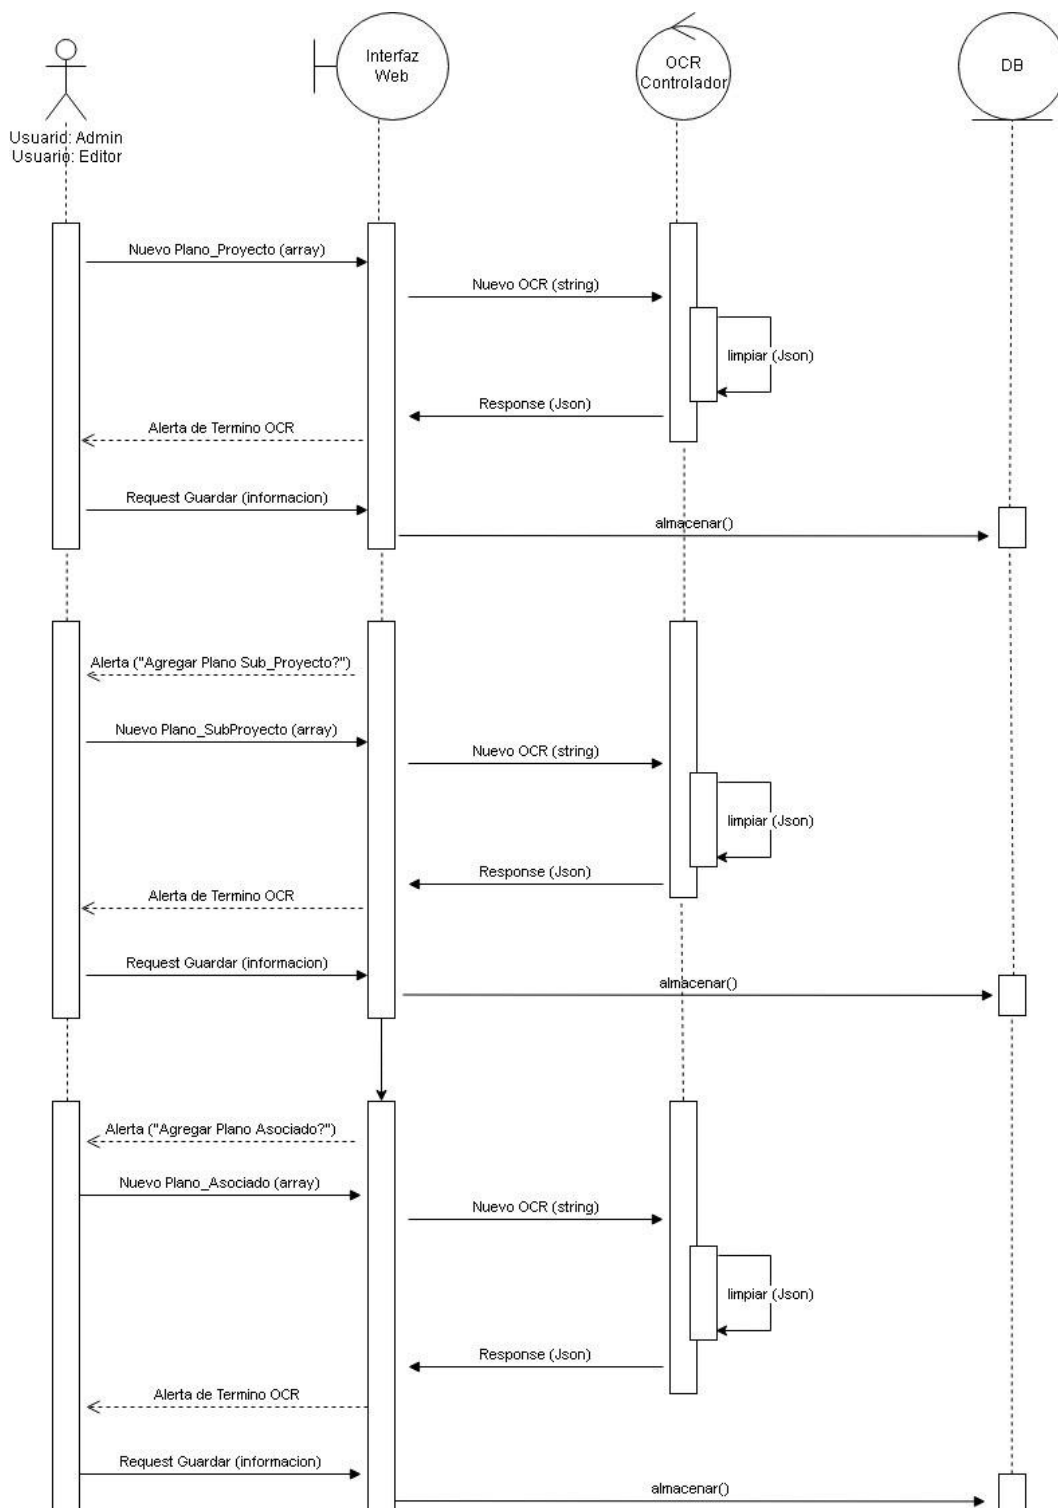 Interfaz
Web
OCR
Controlador
DB
Usuario: Admin
Usuario: Editor
Nuevo Plano_Proyecto (array)
Nuevo OCR (string)
limpiar (Json)
Response (Json)
Alerta de Termino OCR
Request Guardar (informacion)
almacenar()
Alerta ("Agregar Plano Sub_Proyecto?")
Nuevo Plano_SubProyecto (array)
Nuevo OCR (string)
limpiar (Json)
Response (Json)
Alerta de Termino OCR
Request Guardar (informacion)
almacenar()
Alerta ("Agregar Plano Asociado?")
Nuevo Plano_Asociado (array)
Nuevo OCR (string)
limpiar (Json)
Response (Json)
Alerta de Termino OCR
Request Guardar (informacion)
almacenar()